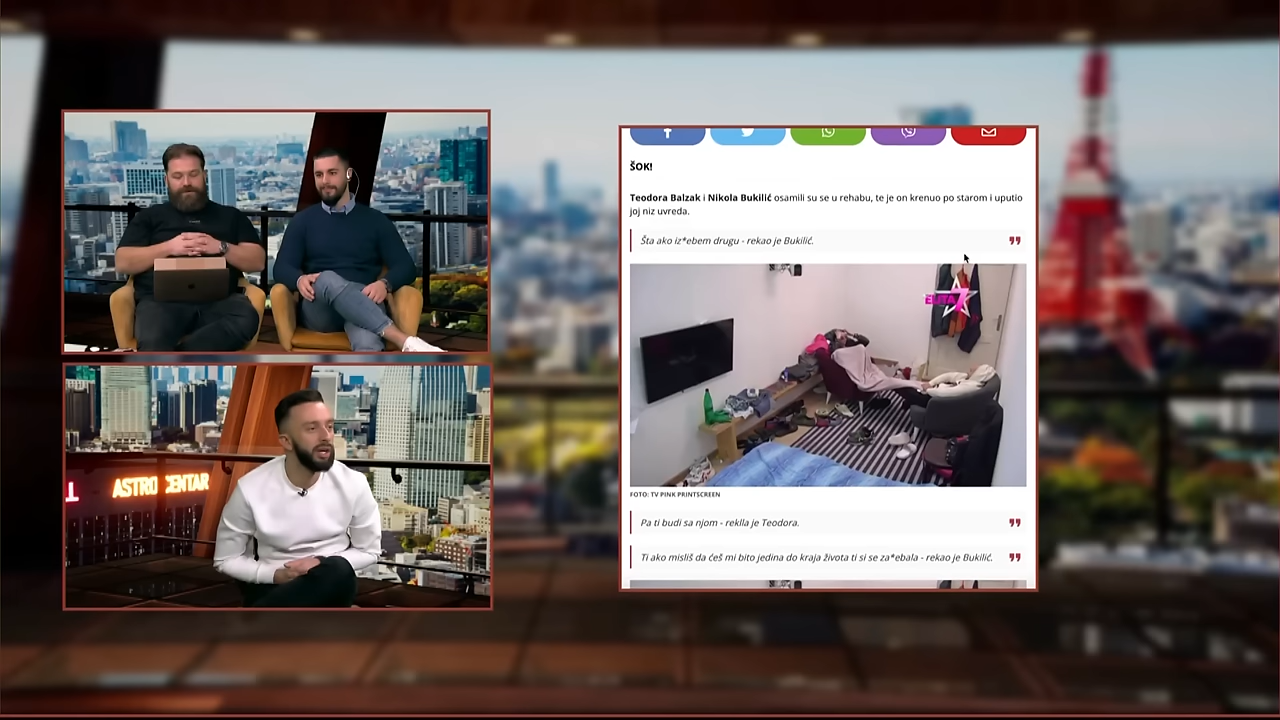 ASTRO CENTAR
ŠOK!
Teodora Balzak i Nikola Bukilić osamili su se u rehabu, te je on krenuo po starom i uputio
joj niz uvreda.
Šta ako iz*ebem drugu - rekao je Bukilić.
ELITA
FOTO: TV PINK PRINTSCREEN
Pa ti budi sa njom - reklla je Teodora.
Ti ako misliš da ćeš mi bito jedina do kraja života ti si se za*ebala - rekao je Bukilić.